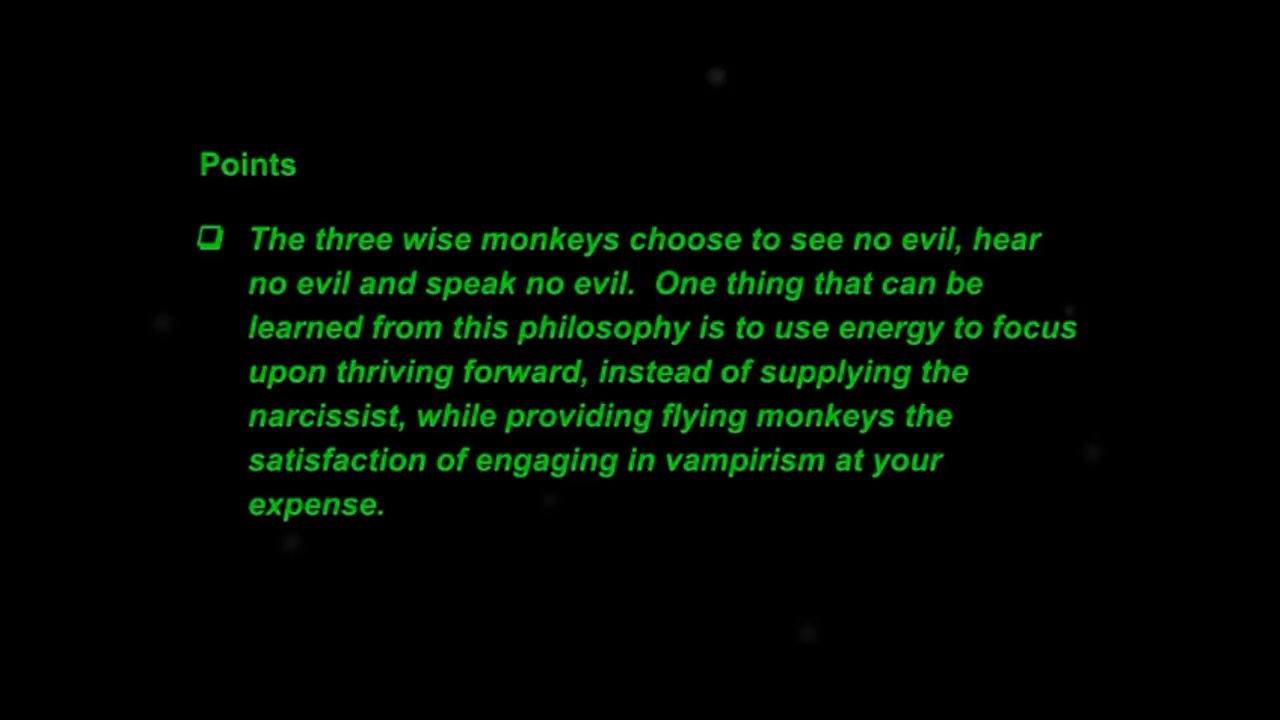 Points
❑ The three wise monkeys choose to see no evil, hear
no evil and speak no evil.  One thing that can be
learned from this philosophy is to use energy to focus
upon thriving forward, instead of supplying the
narcissist, while providing flying monkeys the
satisfaction of engaging in vampirism at your
expense.